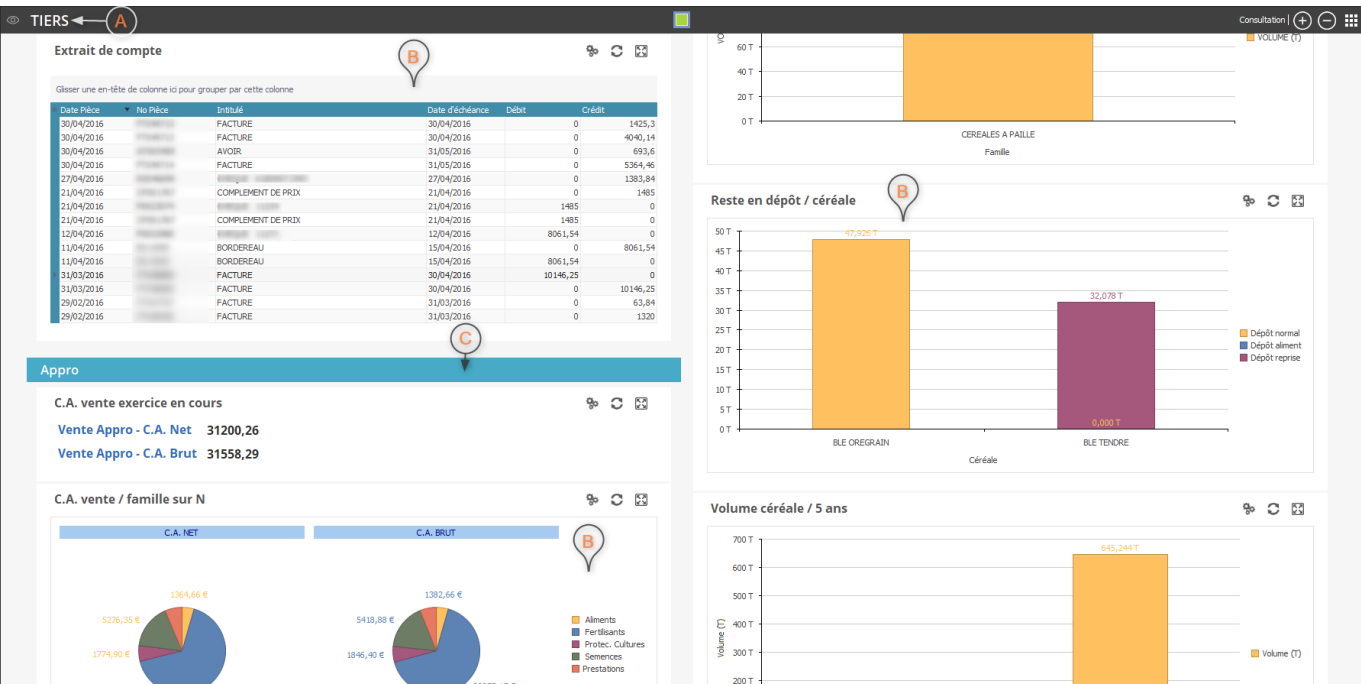 TIERS A Consultation | + −
Extrait de compte
B
Glisser une en-tête de colonne ici pour grouper par cette colonne
Date Pièce No Pièce Intitulé Date d'échéance Débit Crédit
30/04/2016 FACTURE 30/04/2016 0 1425,3
30/04/2016 FACTURE 30/04/2016 0 4040,14
30/04/2016 AVOIR 31/05/2016 0 693,6
30/04/2016 FACTURE 31/05/2016 0 5364,46
27/04/2016 27/04/2016 0 1383,84
21/04/2016 COMPLEMENT DE PRIX 21/04/2016 0 1485
21/04/2016 21/04/2016 1485 0
21/04/2016 COMPLEMENT DE PRIX 21/04/2016 1485 0
12/04/2016 12/04/2016 8061,54 0
11/04/2016 BORDEREAU 15/04/2016 0 8061,54
11/04/2016 BORDEREAU 15/04/2016 8061,54 0
31/03/2016 FACTURE 30/04/2016 10146,25 0
31/03/2016 FACTURE 30/04/2016 0 10146,25
29/02/2016 FACTURE 31/03/2016 0 63,84
29/02/2016 FACTURE 31/03/2016 0 1320
C
Appro
C.A. vente exercice en cours
Vente Appro - C.A. Net 31200,26
Vente Appro - C.A. Brut 31558,29
C.A. vente / famille sur N
C.A. NET C.A. BRUT
B
1364,66 € 1382,66 €
5276,35 € 5418,88 €
1774,90 € 1846,40 €
Aliments
Fertilisants
Protec. Cultures
Semences
Prestations
VOLUME (T)
60 T
40 T
20 T
0 T
CEREALES A PAILLE
Famille
Reste en dépôt / céréale
B
50 T
45 T
40 T
35 T
30 T
25 T
20 T
15 T
10 T
5 T
0 T
47,926 T
32,078 T
0,000 T
BLE OREGRAIN BLE TENDRE
Céréale
Dépôt normal
Dépôt aliment
Dépôt reprise
Volume céréale / 5 ans
700 T
600 T
500 T
400 T
300 T
200 T
Volume (T)
645,244 T
Volume (T)